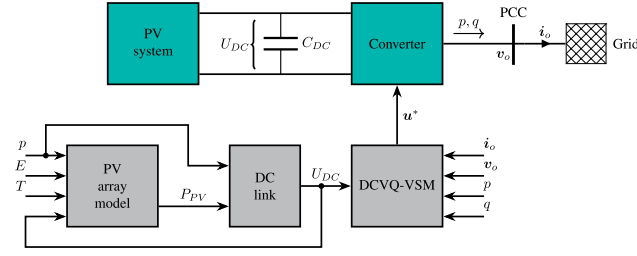 PV
system
U_DC
C_DC
Converter
p, q
PCC
v_o
i_o
Grid
u*
p
E
T
PV
array
model
P_PV
DC
link
U_DC
DCVQ-VSM
i_o
v_o
p
q